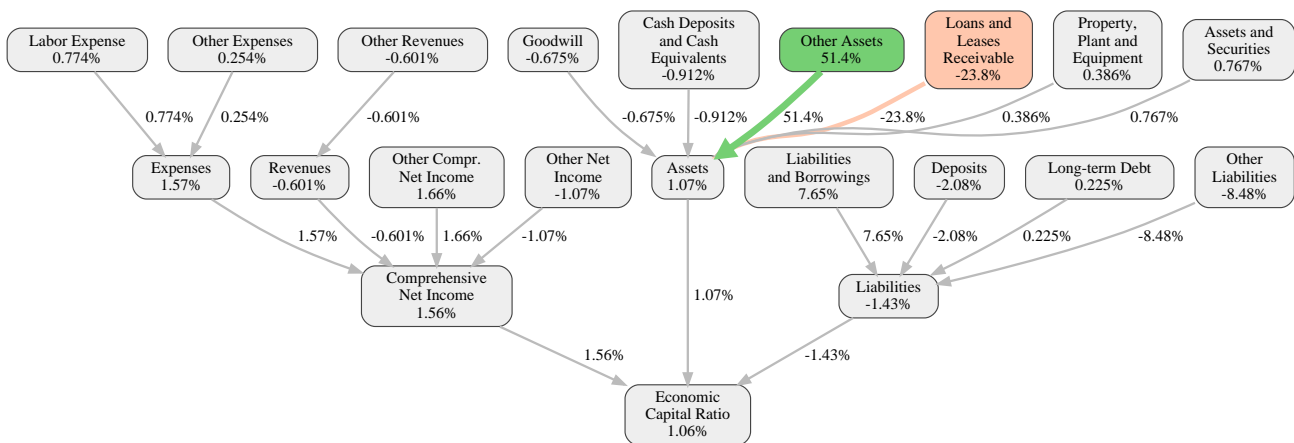 Labor Expense
0.774%
Other Expenses
0.254%
Other Revenues
-0.601%
Goodwill
-0.675%
Cash Deposits
and Cash
Equivalents
-0.912%
Other Assets
51.4%
Loans and
Leases
Receivable
-23.8%
Property,
Plant and
Equipment
0.386%
Assets and
Securities
0.767%
0.774%
0.254%
-0.601%
-0.675%
-0.912%
51.4%
-23.8%
0.386%
0.767%
Expenses
1.57%
Revenues
-0.601%
Other Compr.
Net Income
1.66%
Other Net
Income
-1.07%
Assets
1.07%
Liabilities
and Borrowings
7.65%
Deposits
-2.08%
Long-term Debt
0.225%
Other
Liabilities
-8.48%
1.57%
-0.601%
1.66%
-1.07%
7.65%
-2.08%
0.225%
-8.48%
Comprehensive
Net Income
1.56%
1.07%
Liabilities
-1.43%
1.56%
-1.43%
Economic
Capital Ratio
1.06%